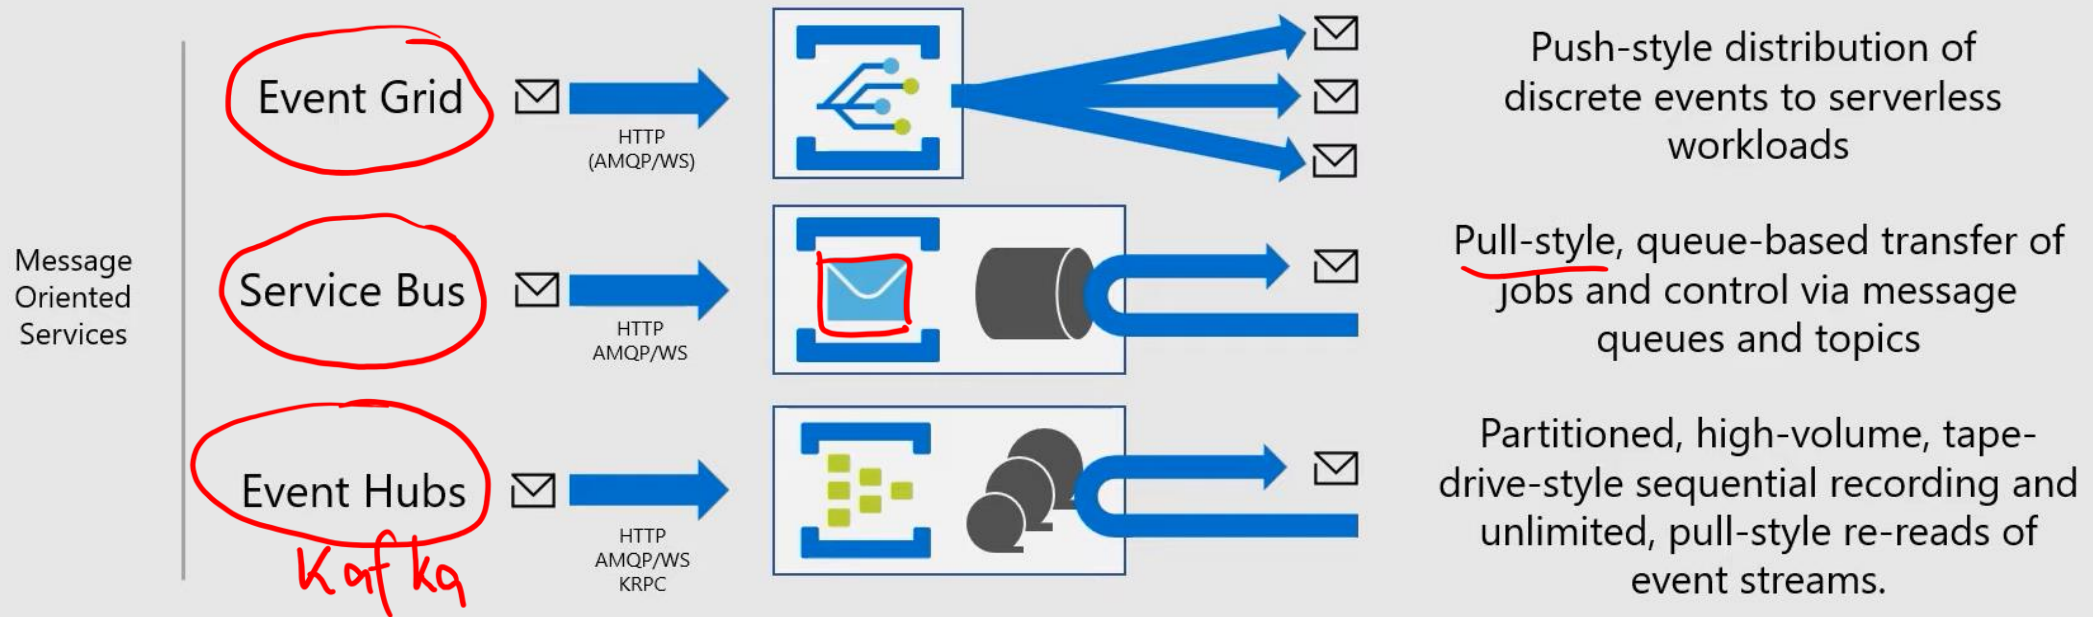 Message
Oriented
Services
Event Grid
HTTP
(AMQP/WS)
Push-style distribution of
discrete events to serverless
workloads
Service Bus
HTTP
AMQP/WS
Pull-style, queue-based transfer of
jobs and control via message
queues and topics
Event Hubs
Kafka
HTTP
AMQP/WS
KRPC
Partitioned, high-volume, tape-
drive-style sequential recording and
unlimited, pull-style re-reads of
event streams.